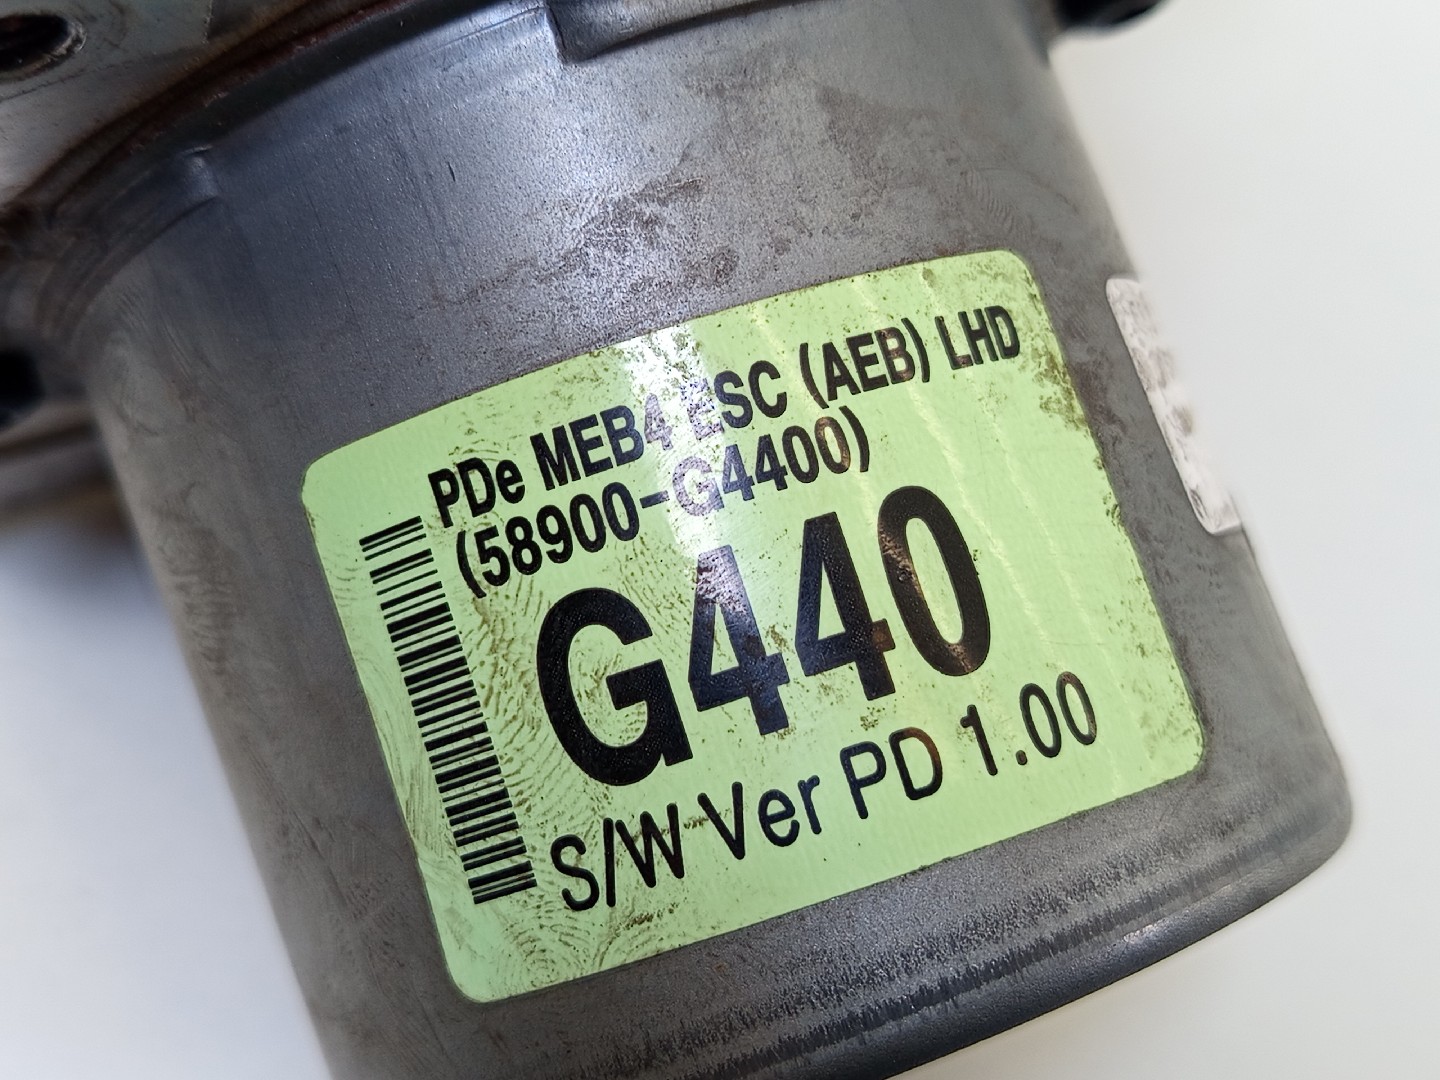 PDe MEB4 ESC (AEB) LHD
(58900-G4400)
G440
S/W Ver PD 1.00